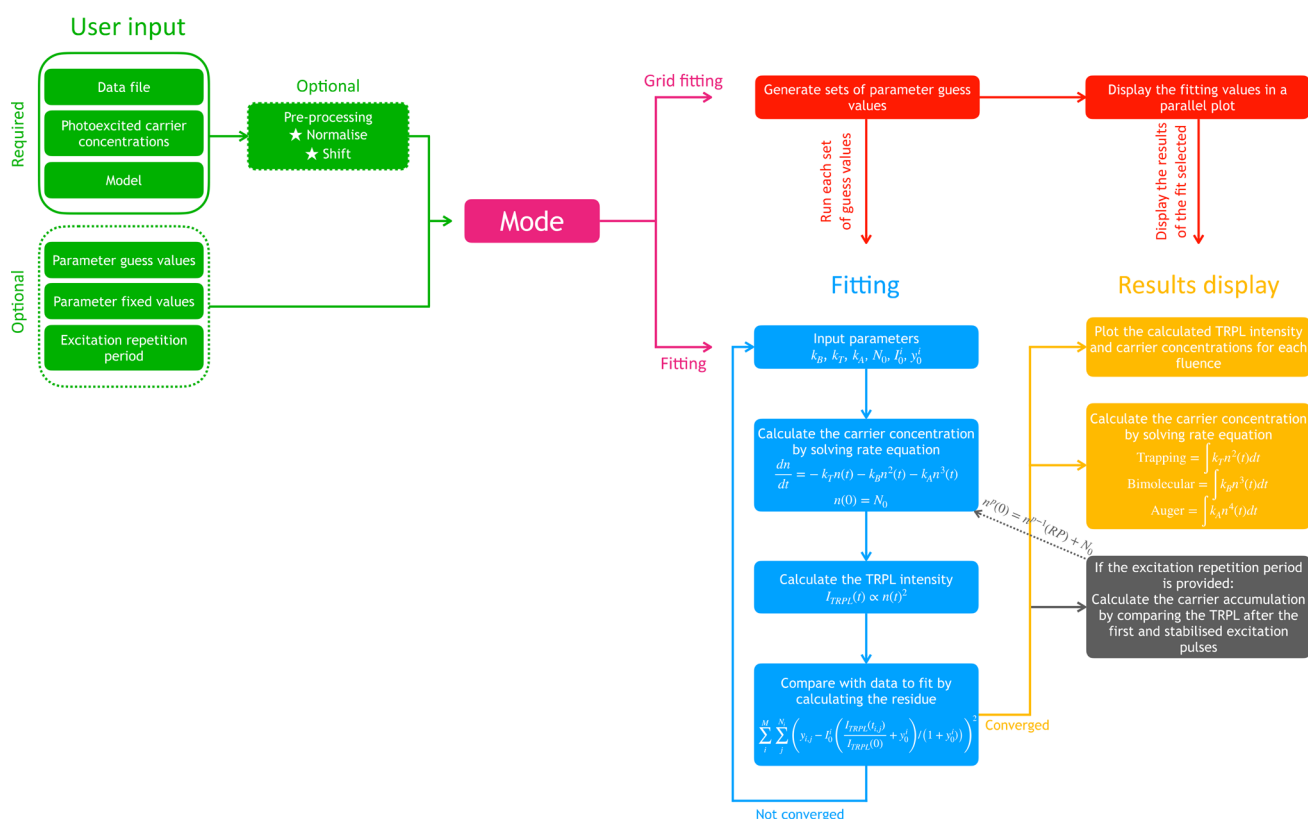 User input
Required
Data file
Photoexcited carrier
concentrations
Model
Optional
Pre-processing
★ Normalise
★ Shift
Optional
Parameter guess values
Parameter fixed values
Excitation repetition
period
Mode
Grid fitting
Fitting
Generate sets of parameter guess
values
Display the fitting values in a
parallel plot
Run each set
of guess values
Display the results
of the fit selected
Fitting
Input parameters
k_B, k_T, k_A, N_0, I_0^i, y_0^i
Calculate the carrier concentration
by solving rate equation
dn/dt = − k_T n(t) − k_B n²(t) − k_A n³(t)
n(0) = N_0
Calculate the TRPL intensity
I_TRPL(t) ∝ n(t)²
Compare with data to fit by
calculating the residue
∑_i^M ∑_j^{N_i} ( y_{i,j} − I_0^i ( I_TRPL(t_{i,j}) / I_TRPL(0) + y_0^i ) / (1 + y_0^i) ) )²
Not converged
Converged
Results display
Plot the calculated TRPL intensity
and carrier concentrations for each
fluence
Calculate the carrier concentration
by solving rate equation
Trapping = ∫ k_T n²(t)dt
Bimolecular = ∫ k_B n³(t)dt
Auger = ∫ k_A n⁴(t)dt
n^p(0) = n^{p−1}(RP) + N_0
If the excitation repetition period
is provided:
Calculate the carrier accumulation
by comparing the TRPL after the
first and stabilised excitation
pulses